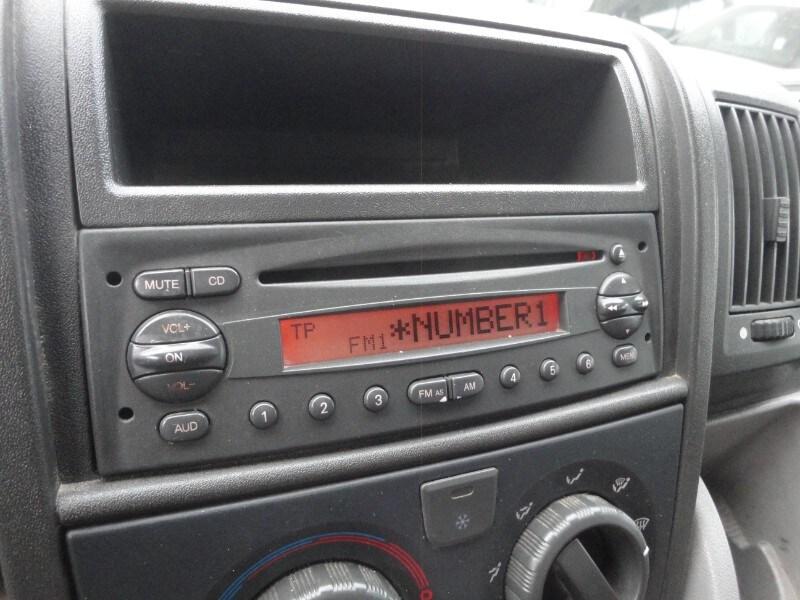 MUTE CD
VOL+
ON
VOL-
AUD
TP FM1 *NUMBER1
1 2 3 FM AS AM 4 5 6 MEN